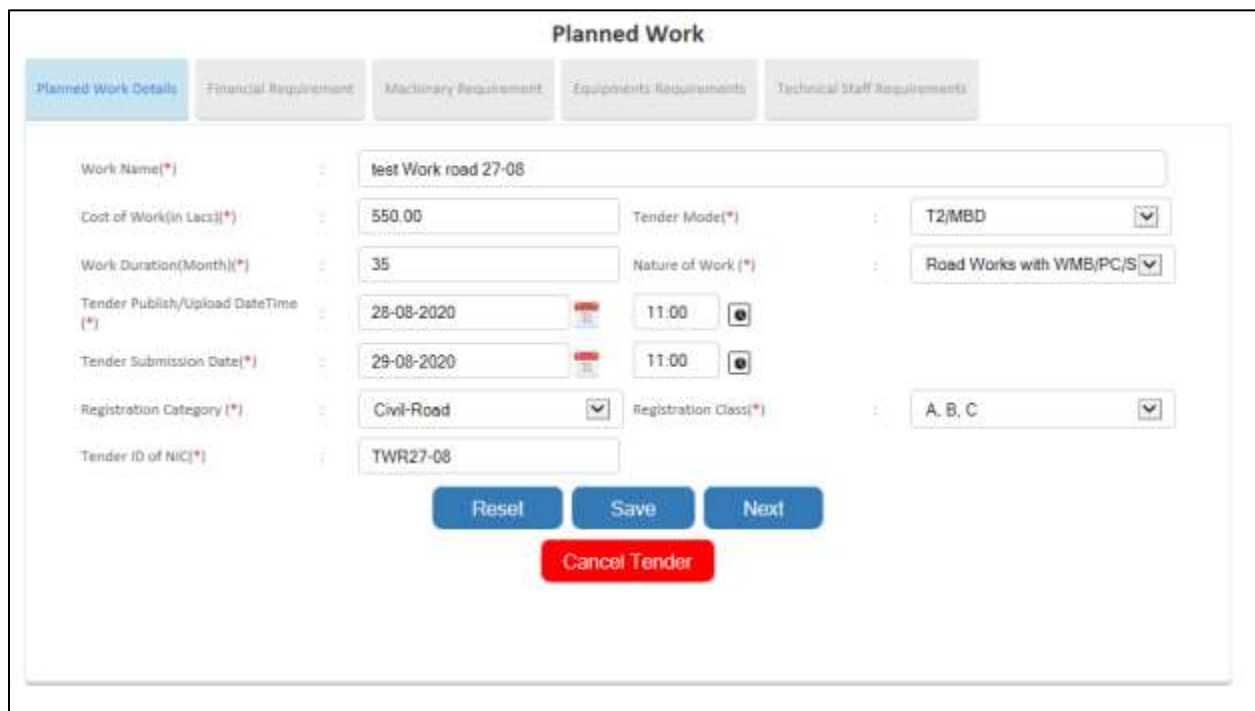 Planned Work
Planned Work Details Financial Requirement Machinary Requirement Equipments Requirements Technical Staff Requirements
Work Name(*) : test Work road 27-08
Cost of Work(in Lacs)(*) : 550.00 Tender Mode(*) : T2/MBD
Work Duration(Month)(*) : 35 Nature of Work (*) : Road Works with WMB/PC/S
Tender Publish/Upload DateTime
(*) : 28-08-2020 11:00
Tender Submission Date(*) : 29-08-2020 11:00
Registration Category (*) : Civil-Road Registration Class(*) : A, B, C
Tender ID of NIC(*) : TWR27-08
Reset Save Next
Cancel Tender